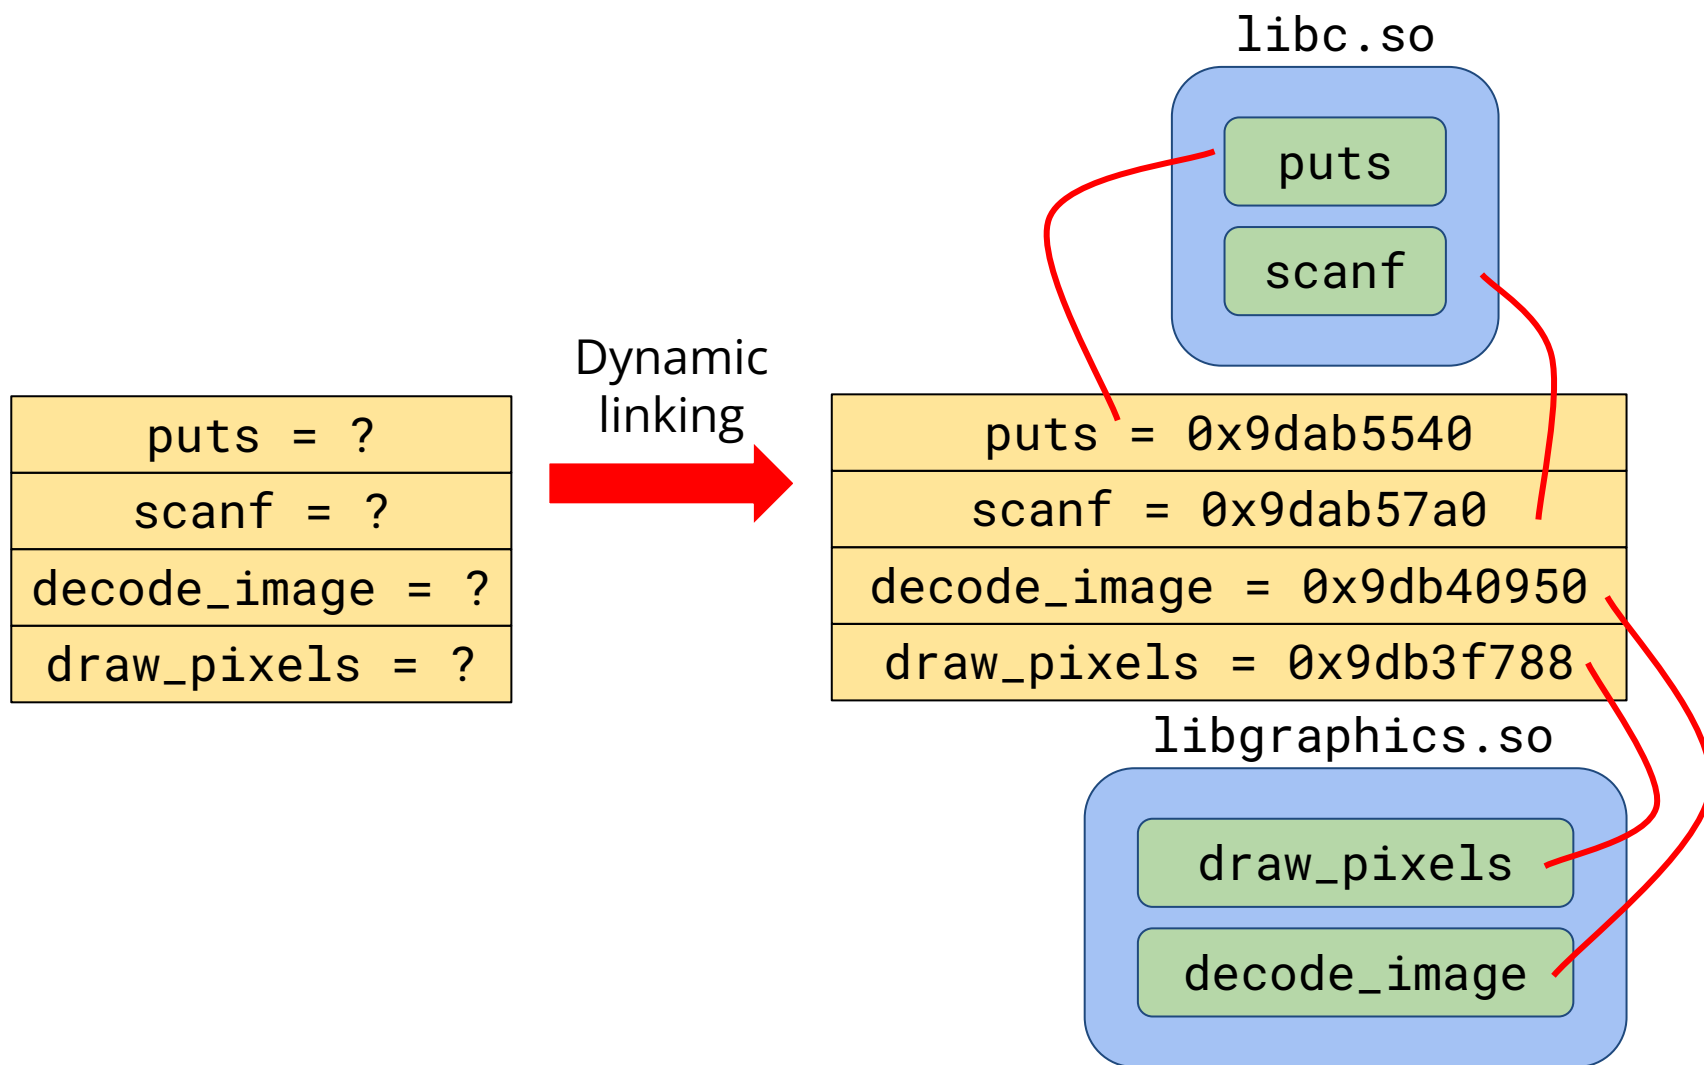 libc.so
puts
scanf
Dynamic
linking
puts = ?
scanf = ?
decode_image = ?
draw_pixels = ?
puts = 0x9dab5540
scanf = 0x9dab57a0
decode_image = 0x9db40950
draw_pixels = 0x9db3f788
libgraphics.so
draw_pixels
decode_image